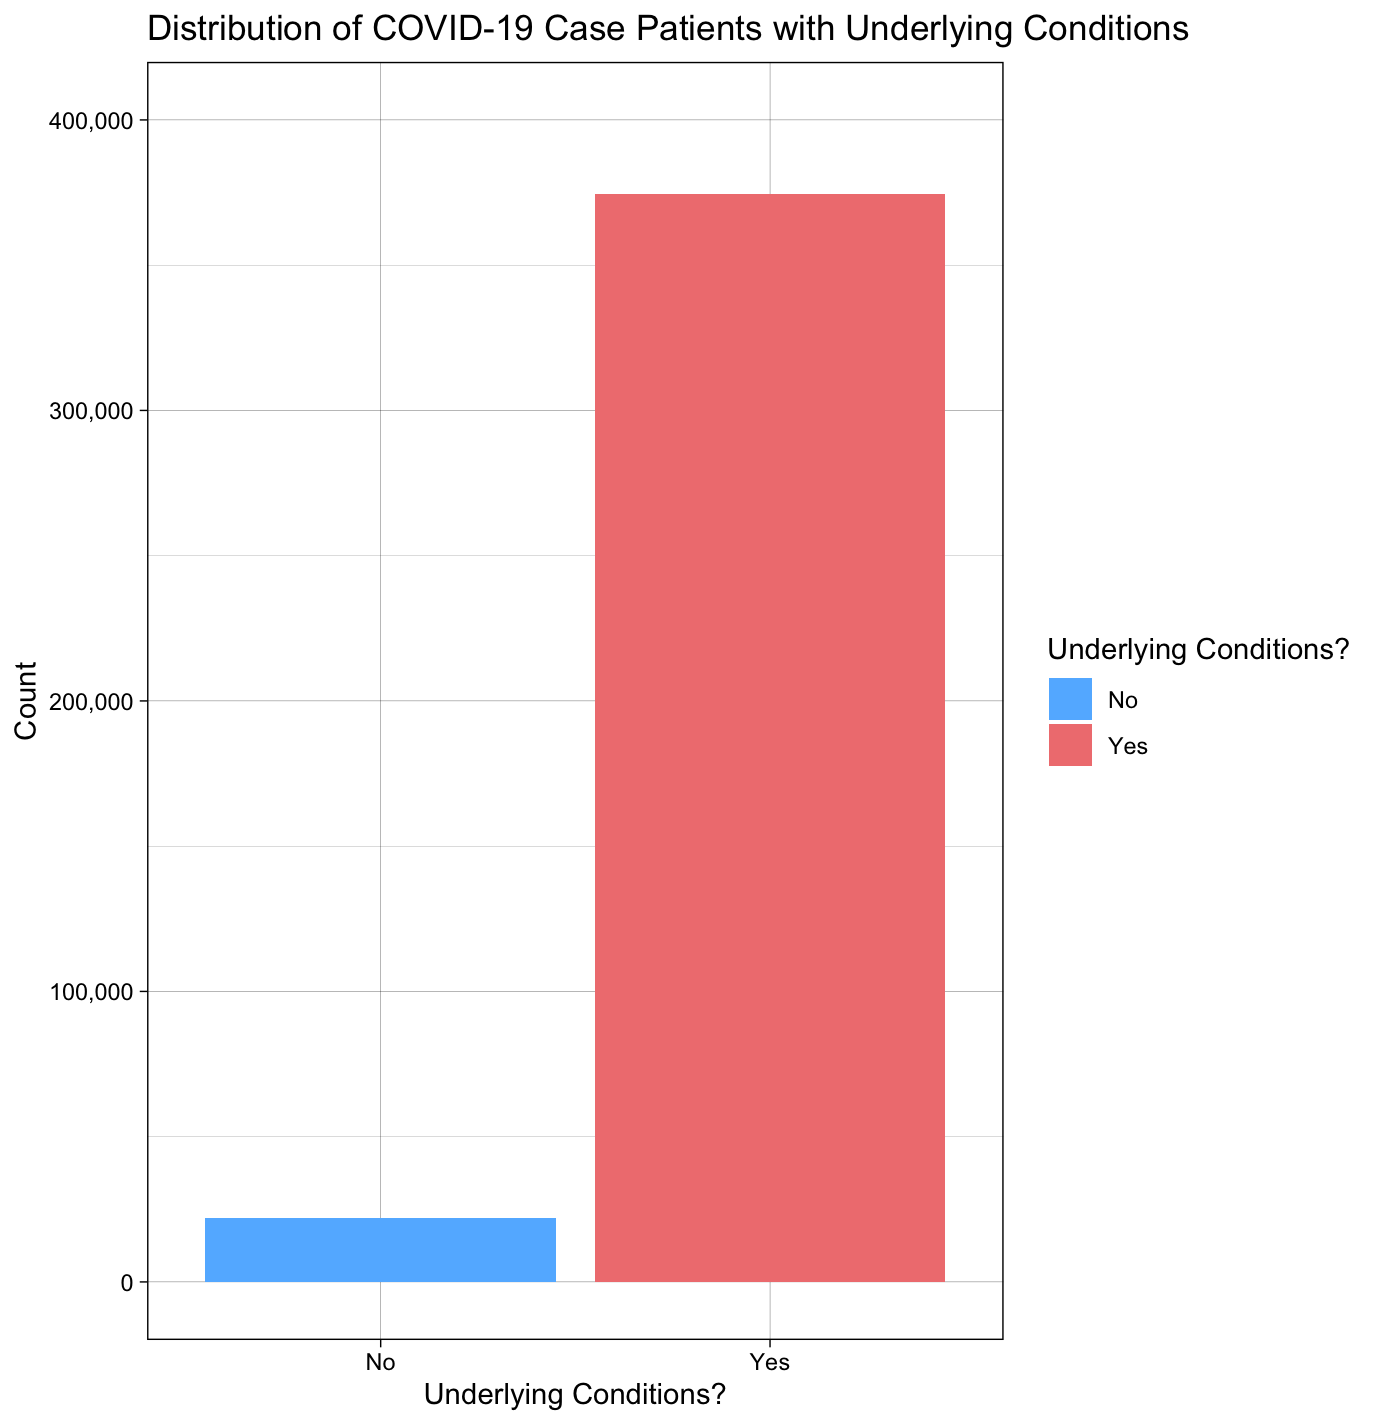 Distribution of COVID-19 Case Patients with Underlying Conditions
400,000
300,000
200,000
100,000
0
Count
No
Yes
Underlying Conditions?
Underlying Conditions?
No
Yes